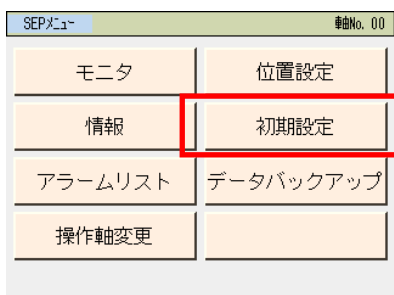 SEPﾒﾆｭｰ 軸No. 00
モニタ 位置設定
情報 初期設定
アラームリスト データバックアップ
操作軸変更